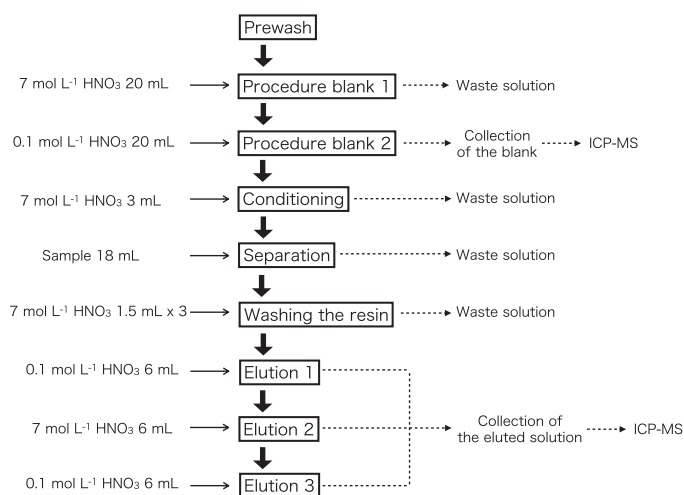 Prewash
7 mol L⁻¹ HNO₃ 20 mL
Procedure blank 1
Waste solution
0.1 mol L⁻¹ HNO₃ 20 mL
Procedure blank 2
Collection
of the blank
ICP-MS
7 mol L⁻¹ HNO₃ 3 mL
Conditioning
Waste solution
Sample 18 mL
Separation
Waste solution
7 mol L⁻¹ HNO₃ 1.5 mL x 3
Washing the resin
Waste solution
0.1 mol L⁻¹ HNO₃ 6 mL
Elution 1
7 mol L⁻¹ HNO₃ 6 mL
Elution 2
Collection of
the eluted solution
ICP-MS
0.1 mol L⁻¹ HNO₃ 6 mL
Elution 3